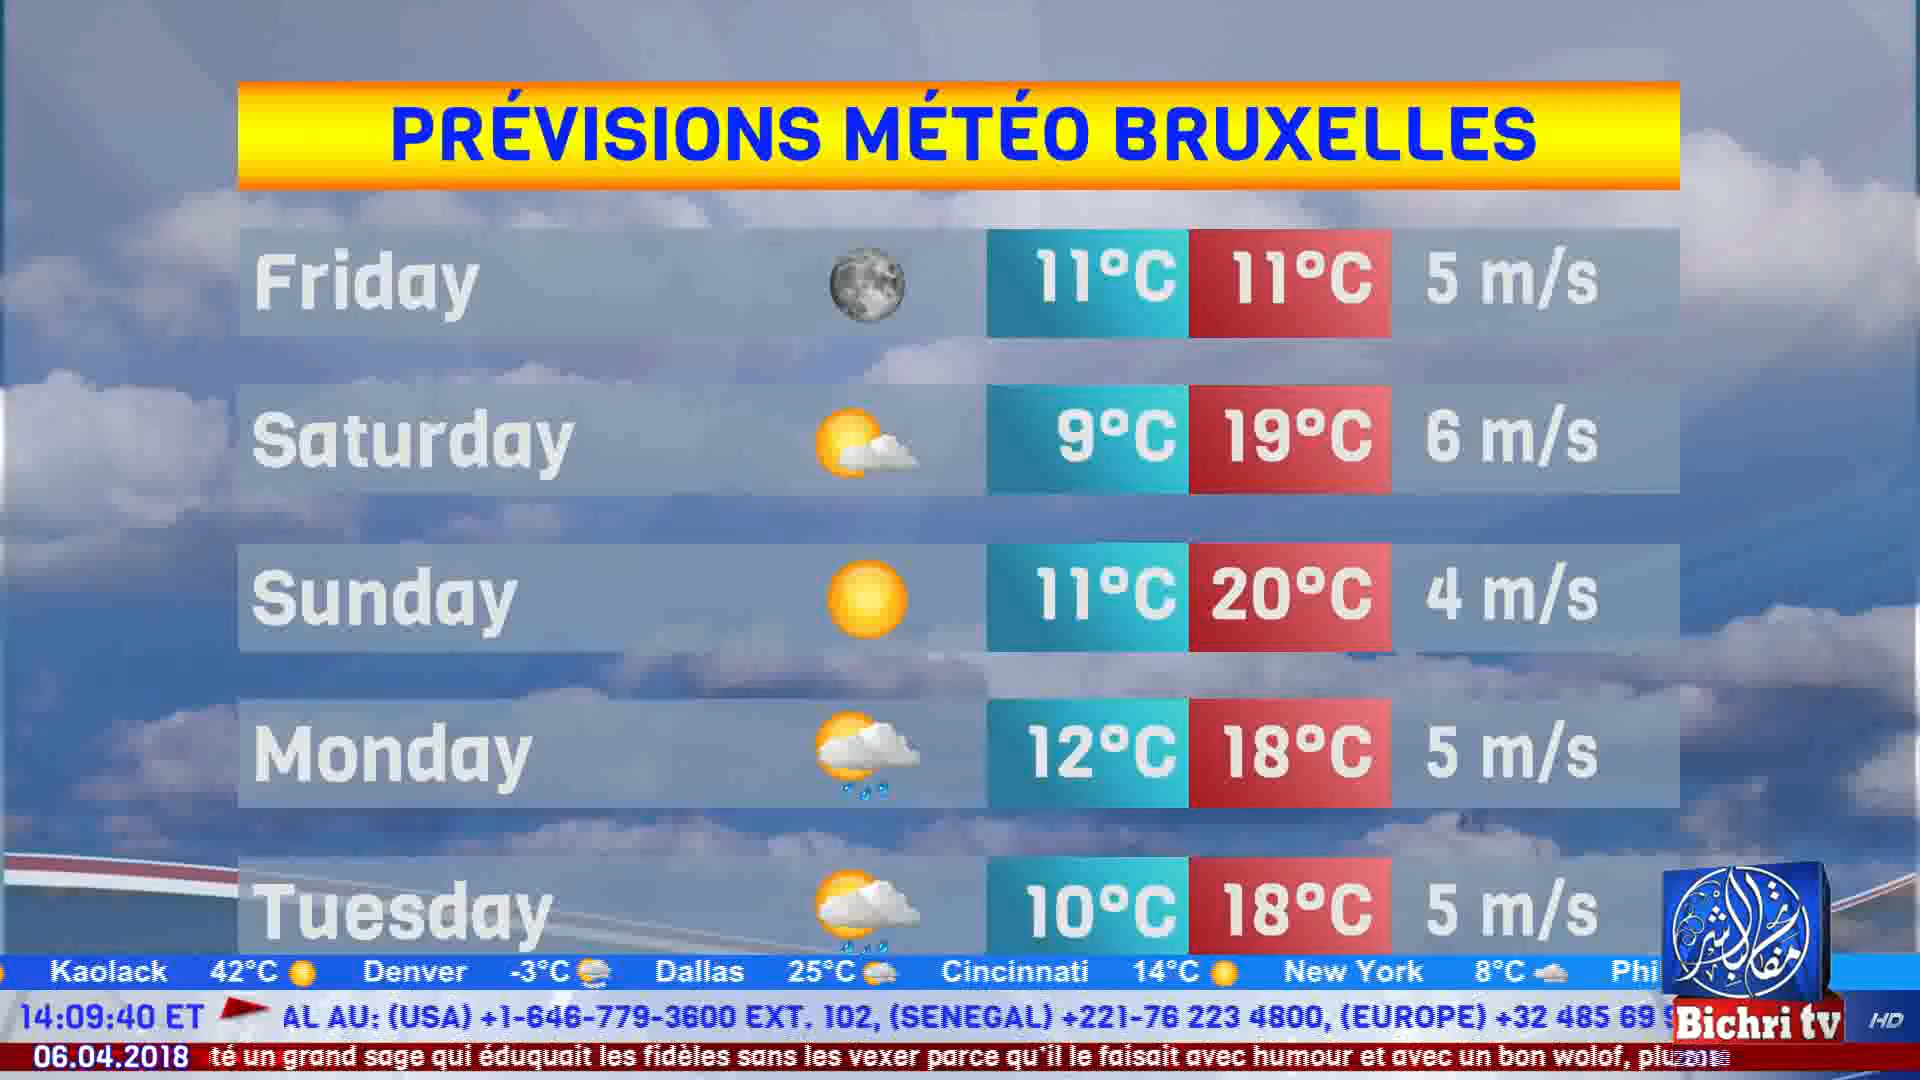 PRÉVISIONS MÉTÉO BRUXELLES
Friday 11°C 11°C 5 m/s
Saturday 9°C 19°C 6 m/s
Sunday 11°C 20°C 4 m/s
Monday 12°C 18°C 5 m/s
Tuesday 10°C 18°C 5 m/s
Kaolack 42°C Denver -3°C Dallas 25°C Cincinnati 14°C New York 8°C Phi
14:09:40 ET AL AU: (USA) +1-646-779-3600 EXT. 102, (SENEGAL) +221-76 223 4800, (EUROPE) +32 485 69
Bichri tv HD
06.04.2018 té un grand sage qui éduquait les fidèles sans les vexer parce qu'il le faisait avec humour et avec un bon wolof,